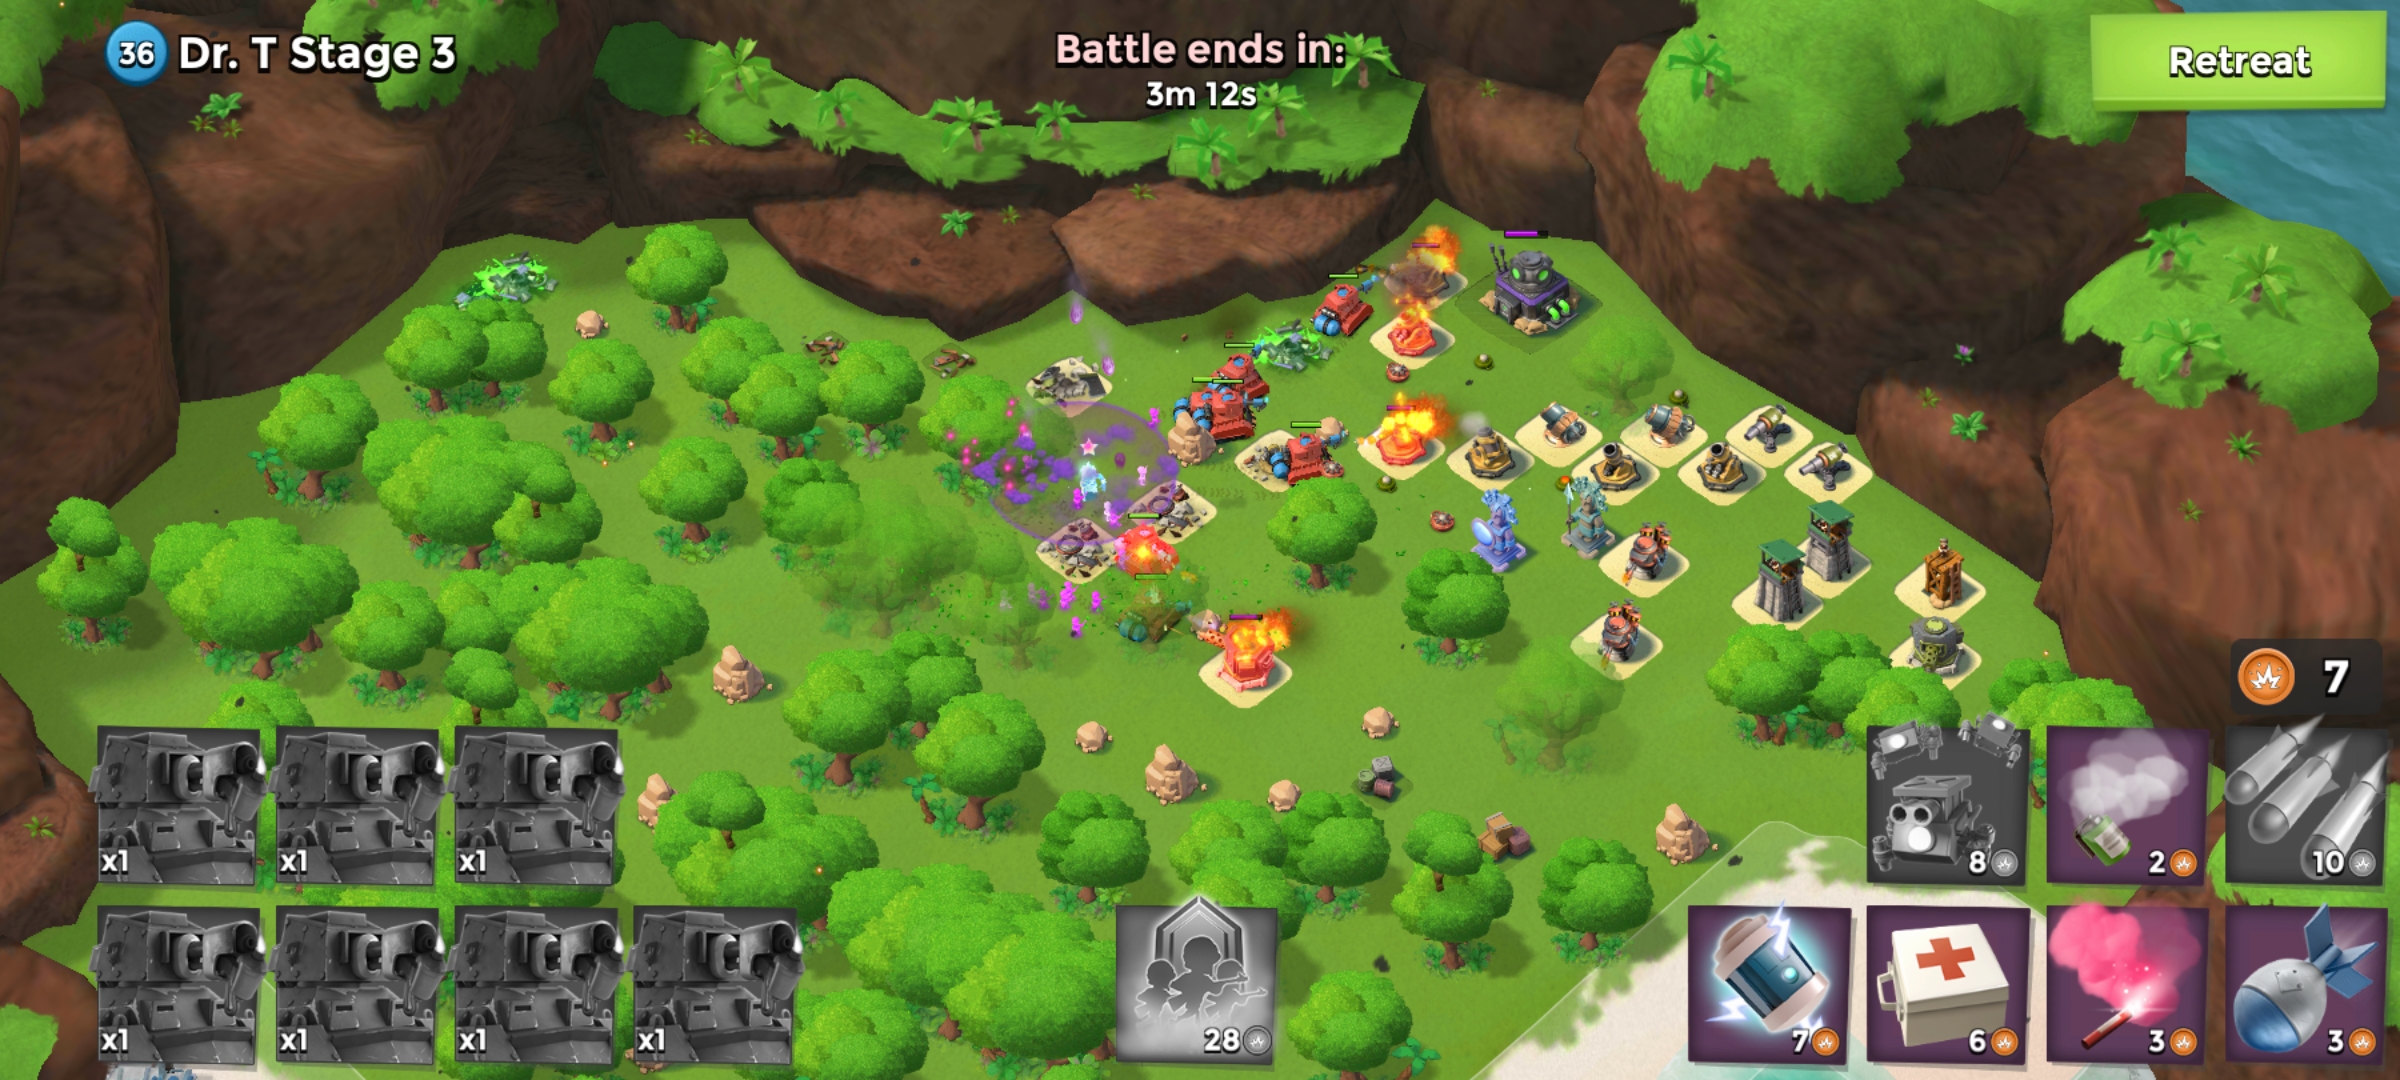 36 Dr. T Stage 3
Battle ends in:
3m 12s
Retreat
7
x1
x1
x1
8
2
10
x1
x1
x1
x1
28
7
6
3
3